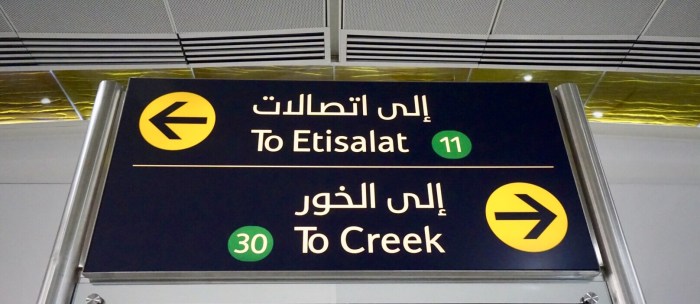 إلى اتصالات
To Etisalat 11
إلى الخور
30 To Creek